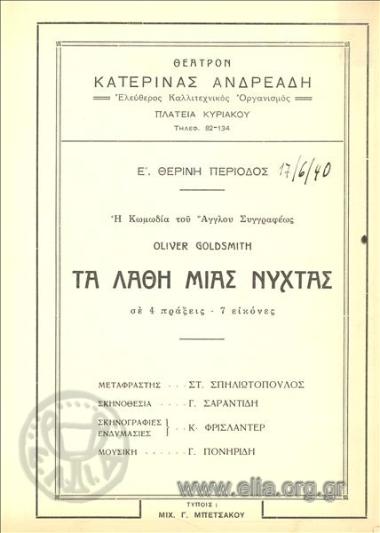 ΘΕΑΤΡΟΝ
ΚΑΤΕΡΙΝΑΣ ΑΝΔΡΕΑΔΗ
Ἐλεύθερος Καλλιτεχνικὸς Ὀργανισμὸς
ΠΛΑΤΕΙΑ ΚΥΡΙΑΚΟΥ
ΤΗΛΕΦ. 82-134
Ε΄. ΘΕΡΙΝΗ ΠΕΡΙΟΔΟΣ 17/6/40
Ἡ Κωμωδία τοῦ Ἄγγλου Συγγραφέως
OLIVER GOLDSMITH
ΤΑ ΛΑΘΗ ΜΙΑΣ ΝΥΧΤΑΣ
σὲ 4 πράξεις - 7 εἰκόνες
ΜΕΤΑΦΡΑΣΤΗΣ . . . ΣΤ. ΣΠΗΛΙΩΤΟΠΟΥΛΟΣ
ΣΚΗΝΟΘΕΣΙΑ . . . Γ. ΣΑΡΑΝΤΙΔΗ
ΣΚΗΝΟΓΡΑΦΙΕΣ
ΕΝΔΥΜΑΣΙΕΣ } . . Κ. ΦΡΙΣΛΑΝΤΕΡ
ΜΟΥΣΙΚΗ . . . Γ. ΠΟΝΗΡΙΔΗ
Ε.Λ.Ι.Α.
www.elia.org.gr
ΤΥΠΟΙΣ:
ΜΙΧ. Γ. ΜΠΕΤΣΑΚΟΥ